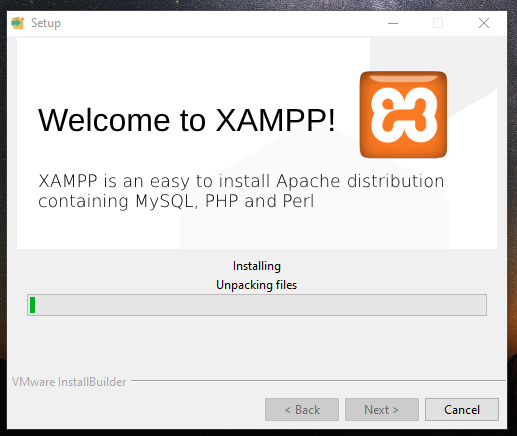 Setup
Welcome to XAMPP!
XAMPP is an easy to install Apache distribution
containing MySQL, PHP and Perl
Installing
Unpacking files
VMware InstallBuilder
< Back
Next >
Cancel